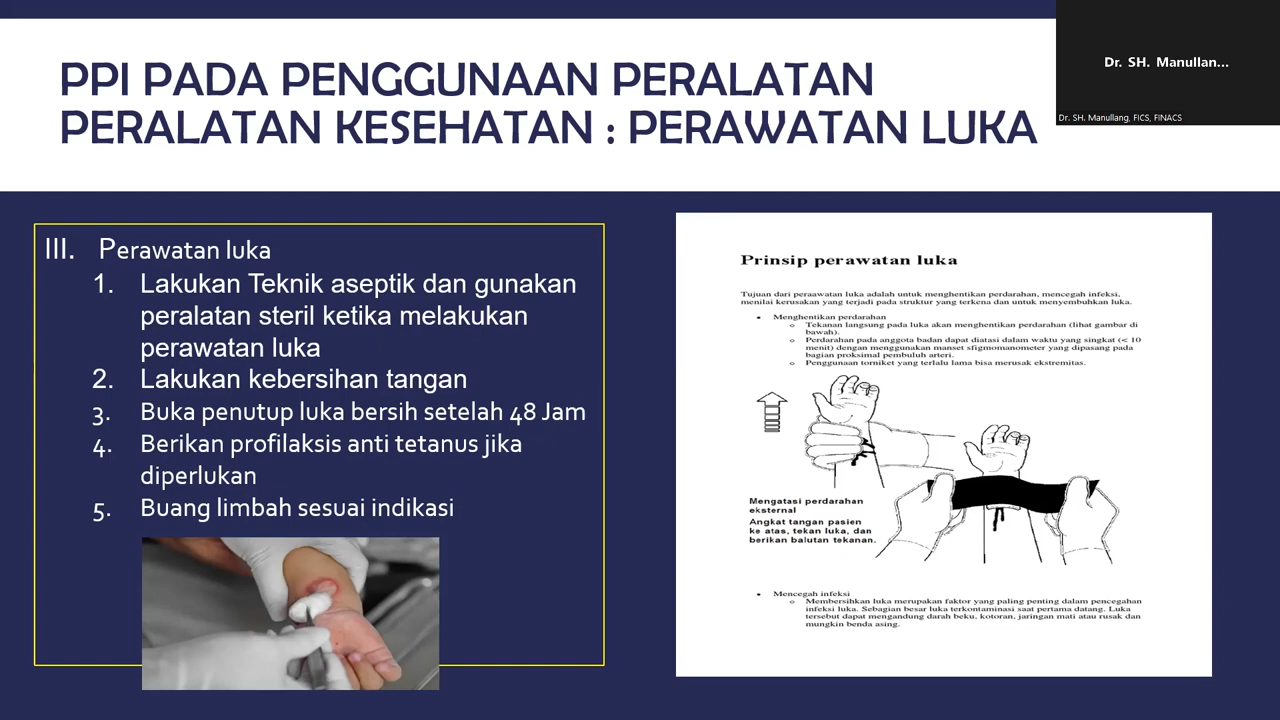 PPI PADA PENGGUNAAN PERALATAN
PERALATAN KESEHATAN : PERAWATAN LUKA
Dr. SH. Manullan...
Dr. SH. Manullang, FICS, FINACS
III. Perawatan luka
1. Lakukan Teknik aseptik dan gunakan
peralatan steril ketika melakukan
perawatan luka
2. Lakukan kebersihan tangan
3. Buka penutup luka bersih setelah 48 Jam
4. Berikan profilaksis anti tetanus jika
diperlukan
5. Buang limbah sesuai indikasi
Prinsip perawatan luka
Tujuan dari peraawatan luka adalah untuk menghentikan perdarahan, mencegah infeksi,
menilai kerusakan yang terjadi pada struktur yang terkena dan untuk menyembuhkan luka.
• Menghentikan perdarahan
o Tekanan langsung pada luka akan menghentikan perdarahan (lihat gambar di
bawah).
o Perdarahan pada anggota badan dapat diatasi dalam waktu yang singkat (< 10
menit) dengan menggunakan manset sfigmomanometer yang dipasang pada
bagian proksimal pembuluh arteri.
o Penggunaan torniket yang terlalu lama bisa merusak ekstremitas.
Mengatasi perdarahan
eksternal
Angkat tangan pasien
ke atas, tekan luka, dan
berikan balutan tekanan.
• Mencegah infeksi
o Membersihkan luka merupakan faktor yang paling penting dalam pencegahan
infeksi luka. Sebagian besar luka terkontaminasi saat pertama datang. Luka
tersebut dapat mengandung darah beku, kotoran, jaringan mati atau rusak dan
mungkin benda asing.